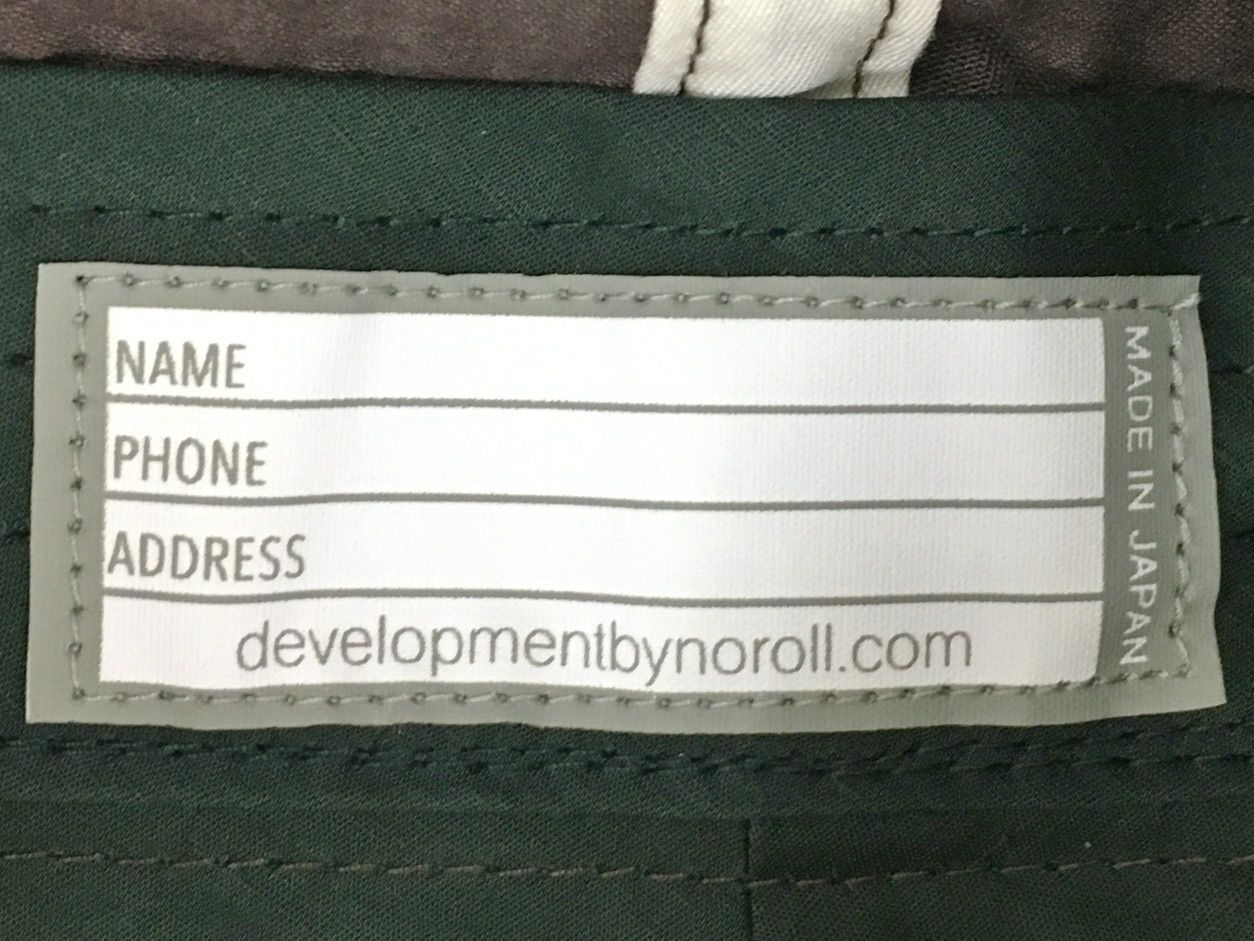 NAME
PHONE
ADDRESS
developmentbynoroll.com
MADE IN JAPAN